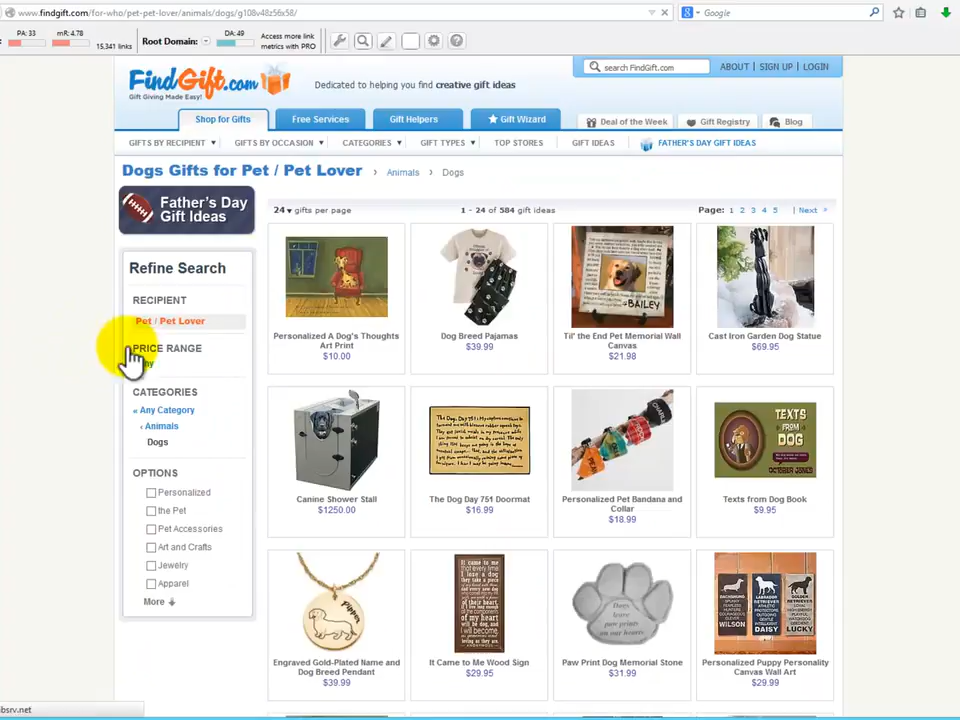 www.findgift.com/for-who/pet-pet-lover/animals/dogs/g108v48z56x58/
Google
PA: 33
mR: 4.78
15,341 links
Root Domain:
DA: 49
Access more link
metrics with PRO
FindGift.com
Gift Giving Made Easy!
Dedicated to helping you find creative gift ideas
search FindGift.com
ABOUT | SIGN UP | LOGIN
Shop for Gifts
Free Services
Gift Helpers
Gift Wizard
Deal of the Week
Gift Registry
Blog
GIFTS BY RECIPIENT
GIFTS BY OCCASION
CATEGORIES
GIFT TYPES
TOP STORES
GIFT IDEAS
FATHER'S DAY GIFT IDEAS
Dogs Gifts for Pet / Pet Lover › Animals › Dogs
Father's Day
Gift Ideas
24 gifts per page
1 - 24 of 584 gift ideas
Page: 1 2 3 4 5 | Next »
Refine Search
RECIPIENT
Pet / Pet Lover
PRICE RANGE
CATEGORIES
« Any Category
‹ Animals
Dogs
OPTIONS
Personalized
the Pet
Pet Accessories
Art and Crafts
Jewelry
Apparel
More
Personalized A Dog's Thoughts
Art Print
$10.00
Dog Breed Pajamas
$39.99
BAILEY
Til' the End Pet Memorial Wall
Canvas
$21.98
Cast Iron Garden Dog Statue
$69.95
Canine Shower Stall
$1250.00
The Dog Day 751 Doormat
$16.99
Personalized Pet Bandana and
Collar
$18.99
TEXTS
FROM
DOG
OCTOBER JONES
Texts from Dog Book
$9.95
Engraved Gold-Plated Name and
Dog Breed Pendant
$39.99
It Came to Me Wood Sign
$29.95
Dogs
leave
paw prints
on our hearts
Paw Print Dog Memorial Stone
$31.99
WILSON
DAISY
LUCKY
Personalized Puppy Personality
Canvas Wall Art
$29.99
bsrv.net